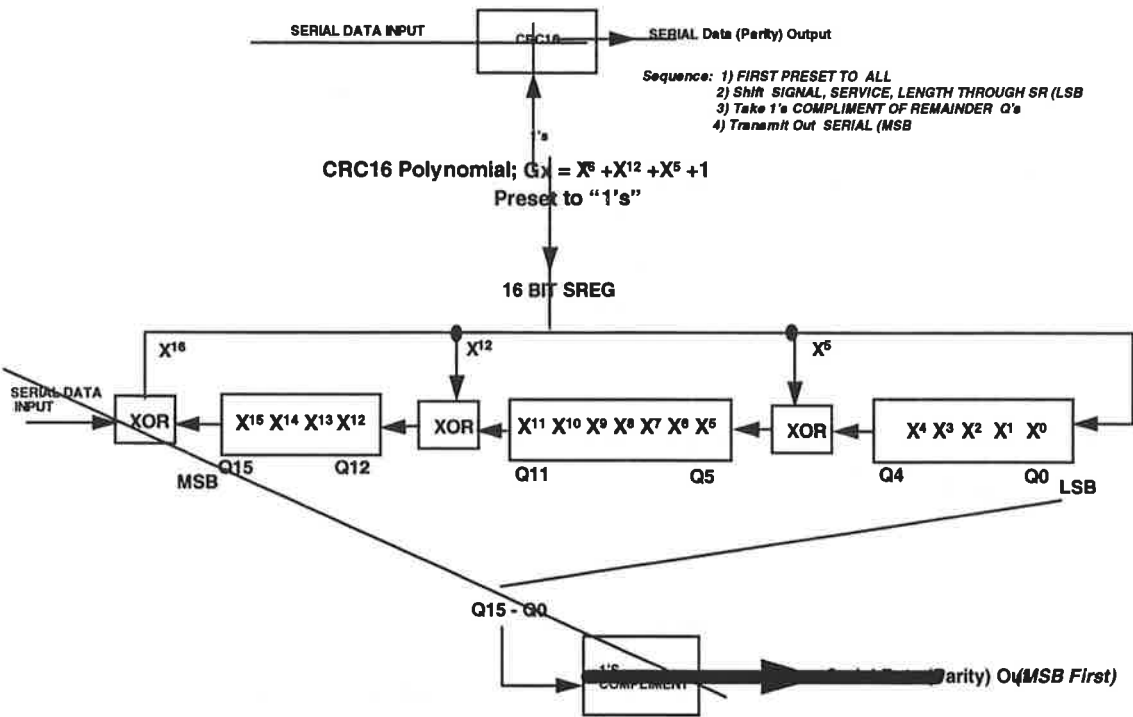 SERIAL DATA INPUT
CRC16
SERIAL Data (Parity) Output
Sequence: 1) FIRST PRESET TO ALL
2) Shift SIGNAL, SERVICE, LENGTH THROUGH SR (LSB
3) Take 1's COMPLIMENT OF REMAINDER Q's
4) Transmit Out SERIAL (MSB
1's
CRC16 Polynomial; Gx = X⁶ +X¹² +X⁵ +1
Preset to “1's”
16 BIT SREG
X¹⁶ X¹² X⁵
SERIAL DATA
INPUT
XOR X¹⁵ X¹⁴ X¹³ X¹² XOR X¹¹ X¹⁰ X⁹ X⁸ X⁷ X⁶ X⁵ XOR X⁴ X³ X² X¹ X⁰
MSB Q15 Q12 Q11 Q5 Q4 Q0 LSB
Q15 - Q0
1'S
COMPLIMENT
(Parity) Out (MSB First)